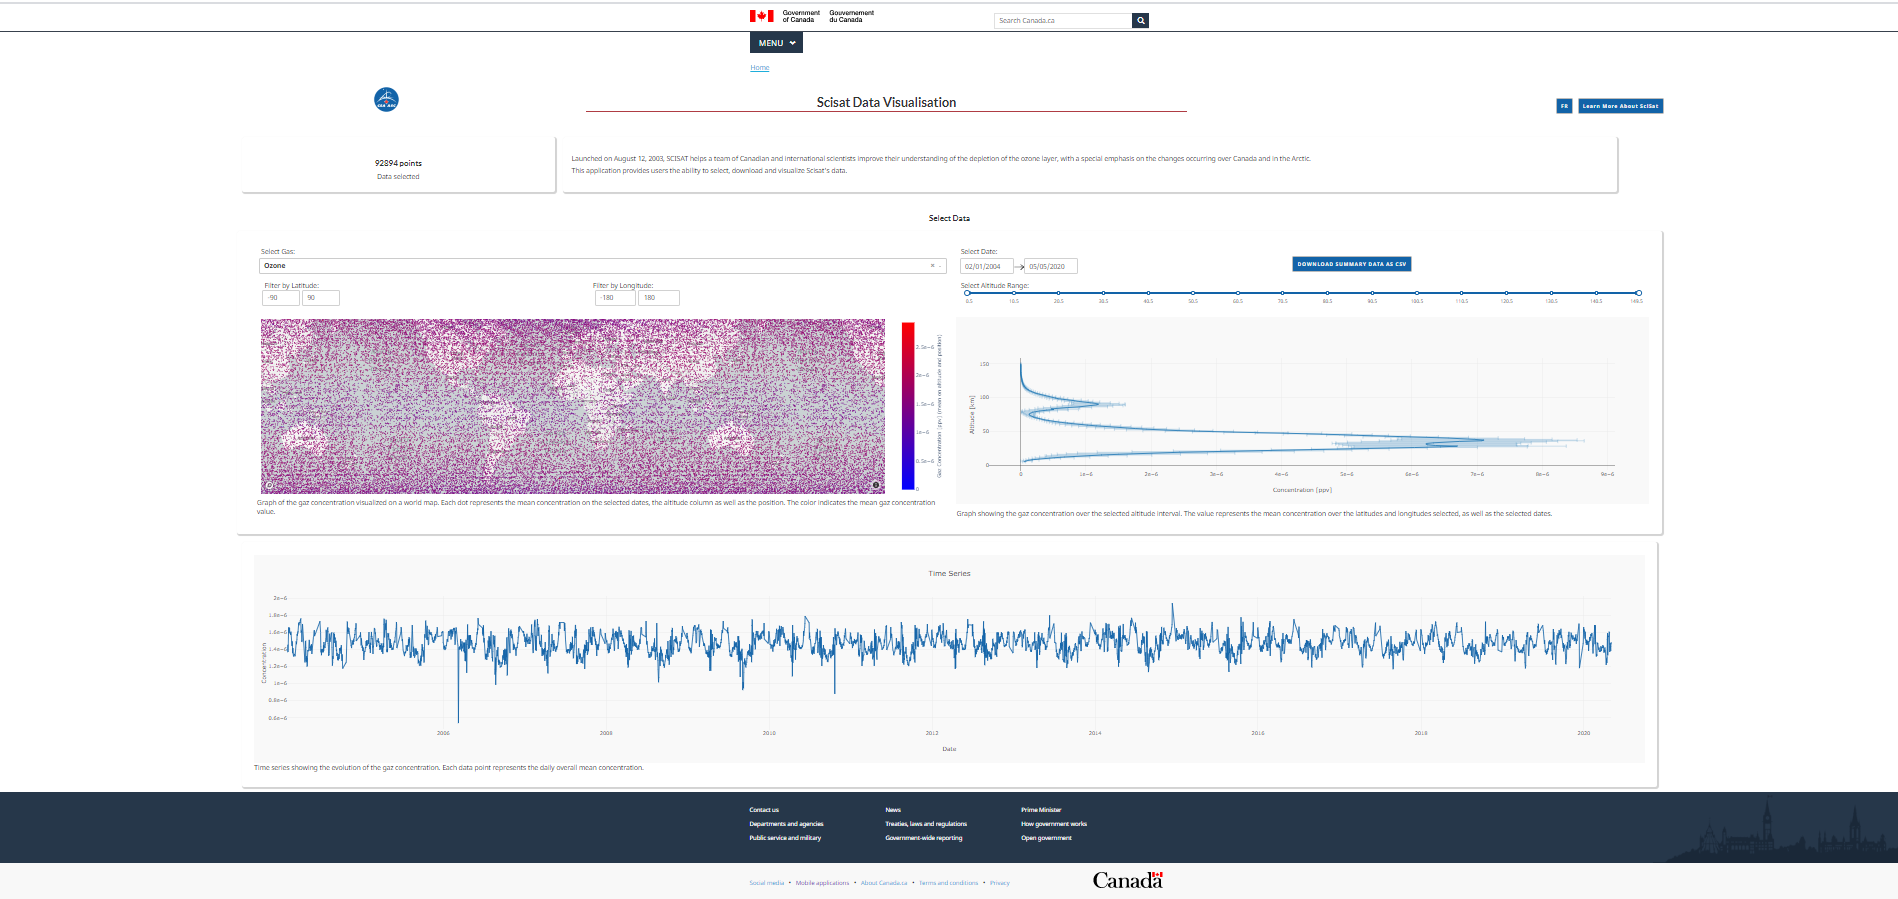 Government of Canada
Gouvernement du Canada
Search Canada.ca
MENU
Home
Scisat Data Visualisation
FR
Learn More About SciSat
92894 points
Data selected
Launched on August 12, 2003, SCISAT helps a team of Canadian and international scientists improve their understanding of the depletion of the ozone layer, with a special emphasis on the changes occurring over Canada and in the Arctic.
This application provides users the ability to select, download and visualize Scisat's data.
Select Data
Select Gas:
Ozone
Filter by Latitude:
-90 90
Filter by Longitude:
-180 180
Select Date:
02/01/2004 → 05/05/2020
DOWNLOAD SUMMARY DATA AS CSV
Select Altitude Range:
0.5 10.5 20.5 30.5 40.5 50.5 60.5 70.5 80.5 90.5 100.5 110.5 120.5 130.5 140.5 149.5
2e-6
1.5e-6
1e-6
0.5e-6
0
Gaz Concentration [ppv] (mean on altitude and position)
Graph of the gaz concentration visualized on a world map. Each dot represents the mean concentration on the selected dates, the altitude column as well as the position. The color indicates the mean gaz concentration
value.
150
100
50
0
Altitude [km]
0 1e-6 2e-6 3e-6 4e-6 5e-6 6e-6 7e-6 8e-6 9e-6
Concentration [ppv]
Graph showing the gaz concentration over the selected altitude interval. The value represents the mean concentration over the latitudes and longitudes selected, as well as the selected dates.
Time Series
2e-6
1.8e-6
1.6e-6
1.4e-6
1.2e-6
1e-6
0.8e-6
0.6e-6
Concentration
2006 2008 2010 2012 2014 2016 2018 2020
Date
Time series showing the evolution of the gaz concentration. Each data point represents the daily overall mean concentration.
Contact us
News
Prime Minister
Departments and agencies
Treaties, laws and regulations
How government works
Public service and military
Government-wide reporting
Open government
Social media • Mobile applications • About Canada.ca • Terms and conditions • Privacy
Canada